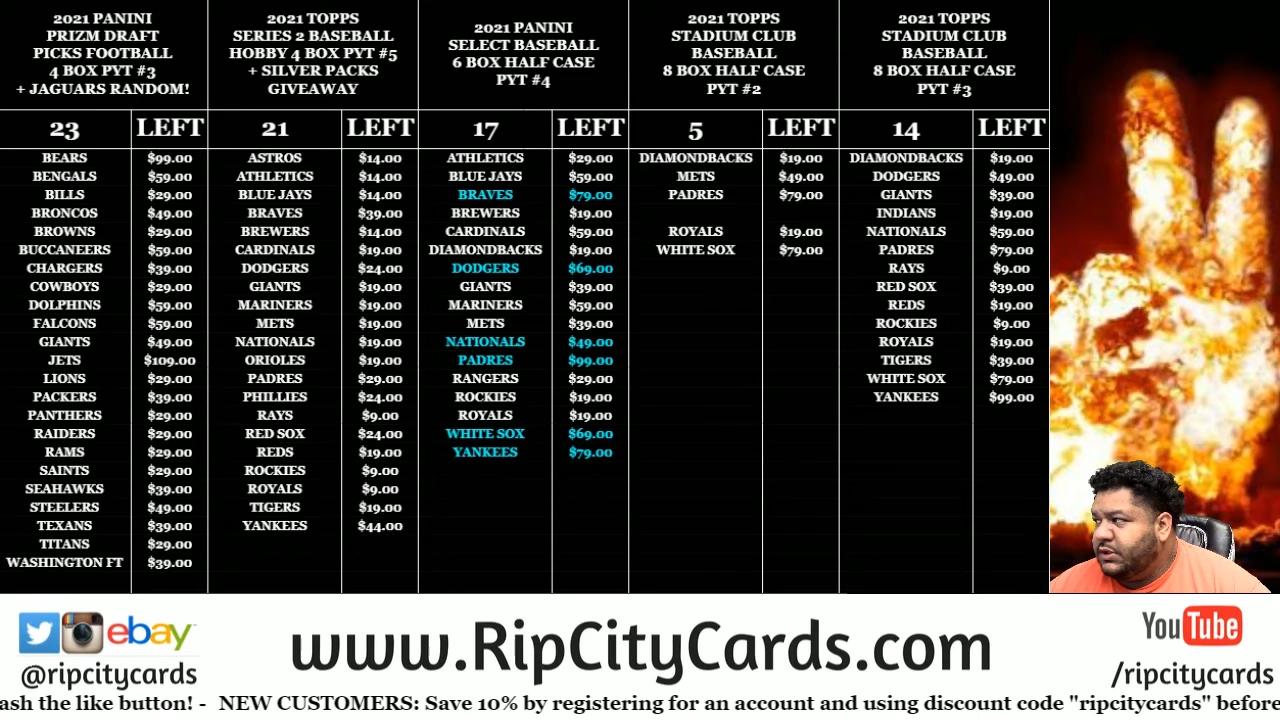 2021 PANINI
PRIZM DRAFT
PICKS FOOTBALL
4 BOX PYT #3
+ JAGUARS RANDOM!
23 LEFT
BEARS $99.00
BENGALS $59.00
BILLS $29.00
BRONCOS $49.00
BROWNS $29.00
BUCCANEERS $59.00
CHARGERS $39.00
COWBOYS $29.00
DOLPHINS $59.00
FALCONS $59.00
GIANTS $49.00
JETS $109.00
LIONS $29.00
PACKERS $39.00
PANTHERS $29.00
RAIDERS $29.00
RAMS $29.00
SAINTS $29.00
SEAHAWKS $39.00
STEELERS $49.00
TEXANS $39.00
TITANS $29.00
WASHINGTON FT $39.00
2021 TOPPS
SERIES 2 BASEBALL
HOBBY 4 BOX PYT #5
+ SILVER PACKS
GIVEAWAY
21 LEFT
ASTROS $14.00
ATHLETICS $14.00
BLUE JAYS $14.00
BRAVES $39.00
BREWERS $14.00
CARDINALS $19.00
DODGERS $24.00
GIANTS $19.00
MARINERS $19.00
METS $19.00
NATIONALS $19.00
ORIOLES $19.00
PADRES $29.00
PHILLIES $24.00
RAYS $9.00
RED SOX $24.00
REDS $19.00
ROCKIES $9.00
ROYALS $9.00
TIGERS $19.00
YANKEES $44.00
2021 PANINI
SELECT BASEBALL
6 BOX HALF CASE
PYT #4
17 LEFT
ATHLETICS $29.00
BLUE JAYS $59.00
BRAVES $79.00
BREWERS $19.00
CARDINALS $59.00
DIAMONDBACKS $19.00
DODGERS $69.00
GIANTS $39.00
MARINERS $59.00
METS $39.00
NATIONALS $49.00
PADRES $99.00
RANGERS $29.00
ROCKIES $19.00
ROYALS $19.00
WHITE SOX $69.00
YANKEES $79.00
2021 TOPPS
STADIUM CLUB
BASEBALL
8 BOX HALF CASE
PYT #2
5 LEFT
DIAMONDBACKS $19.00
METS $49.00
PADRES $79.00
ROYALS $19.00
WHITE SOX $79.00
2021 TOPPS
STADIUM CLUB
BASEBALL
8 BOX HALF CASE
PYT #3
14 LEFT
DIAMONDBACKS $19.00
DODGERS $49.00
GIANTS $39.00
INDIANS $19.00
NATIONALS $59.00
PADRES $79.00
RAYS $9.00
RED SOX $39.00
REDS $19.00
ROCKIES $9.00
ROYALS $19.00
TIGERS $39.00
WHITE SOX $79.00
YANKEES $99.00
ebay
@ripcitycards
www.RipCityCards.com
YouTube
/ripcitycards
ash the like button! - NEW CUSTOMERS: Save 10% by registering for an account and using discount code "ripcitycards" before